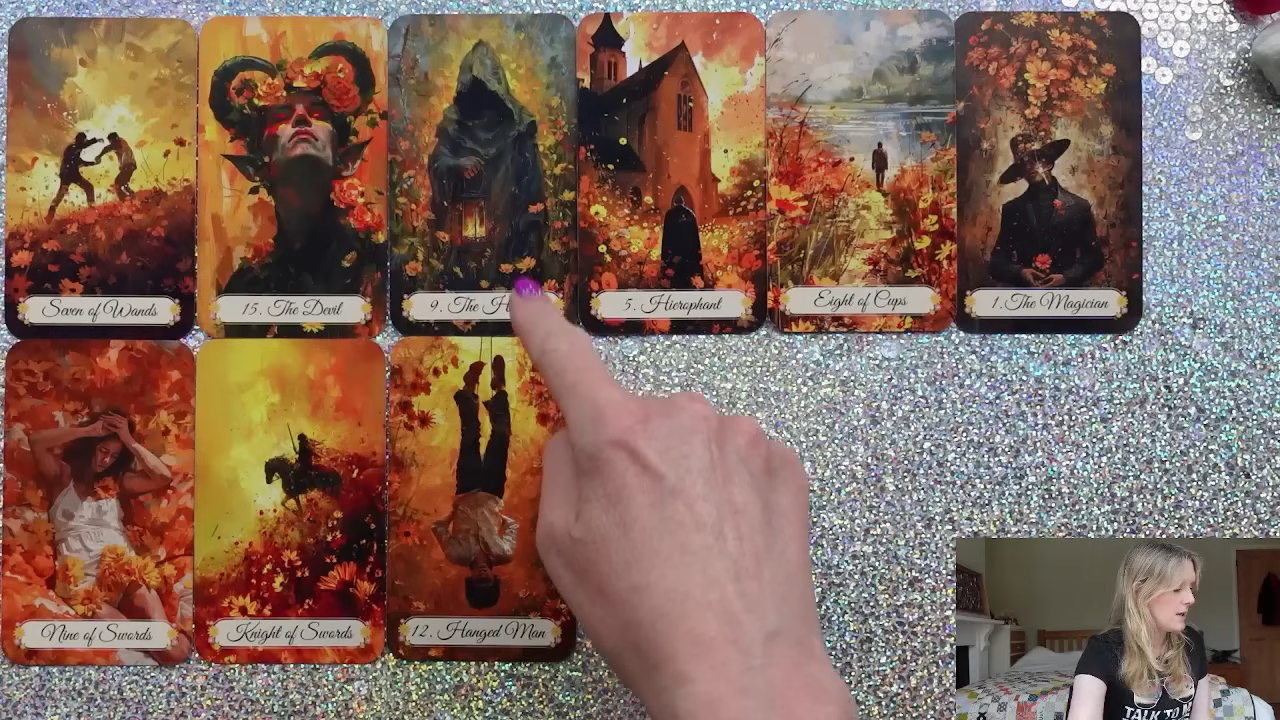 Seven of Wands
15. The Devil
9. The
5. Hierophant
Eight of Cups
1.The Magician
Nine of Swords
Knight of Swords
12. Hanged Man
TALK TO